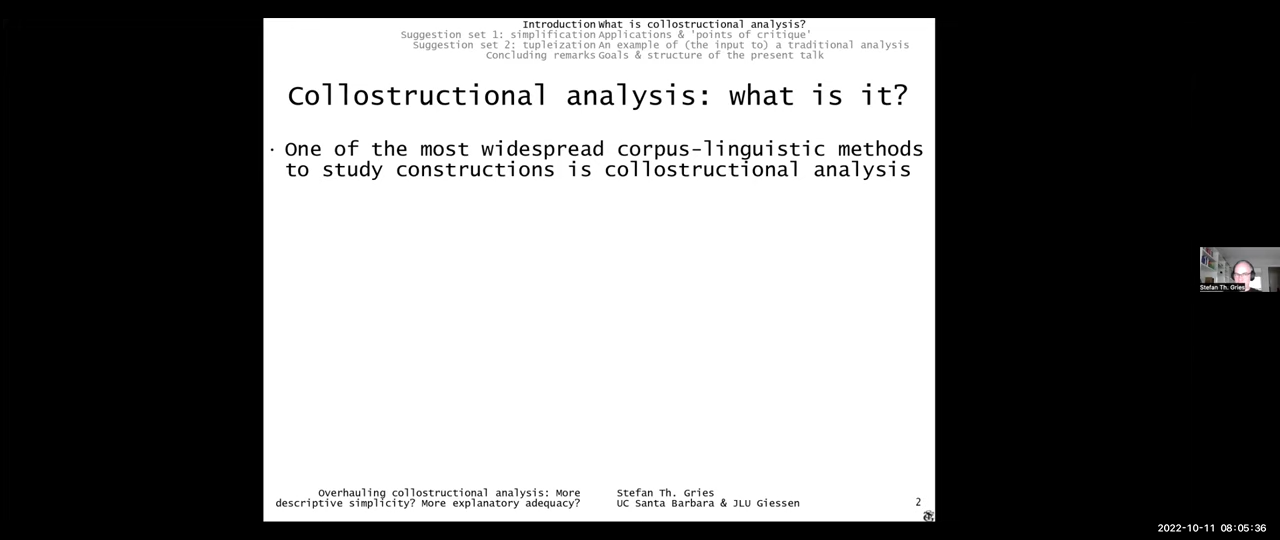 Introduction What is collostructional analysis?
Suggestion set 1: simplification Applications & 'points of critique'
Suggestion set 2: tupleization An example of (the input to) a traditional analysis
Concluding remarks Goals & structure of the present talk
Collostructional analysis: what is it?
· One of the most widespread corpus-linguistic methods
to study constructions is collostructional analysis
Stefan Th. Gries
Overhauling collostructional analysis: More
descriptive simplicity? More explanatory adequacy?
Stefan Th. Gries
UC Santa Barbara & JLU Giessen
2
2022-10-11 08:05:36